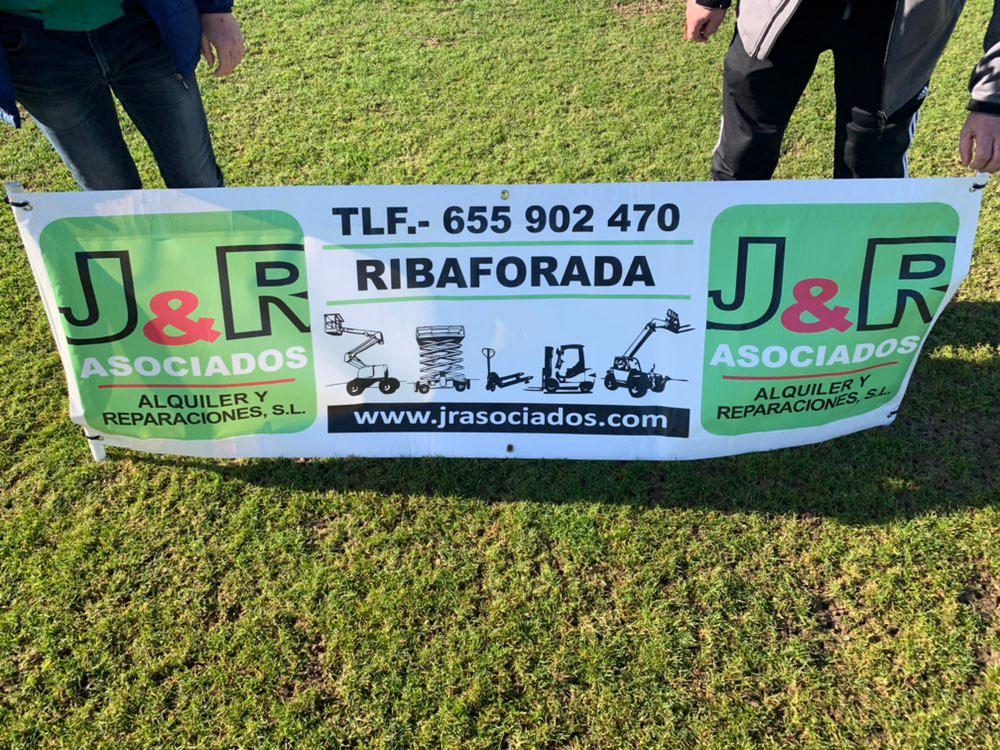 J&R
ASOCIADOS
ALQUILER Y
REPARACIONES, S.L.
TLF.- 655 902 470
RIBAFORADA
www.jrasociados.com
J&R
ASOCIADOS
ALQUILER Y
REPARACIONES, S.L.